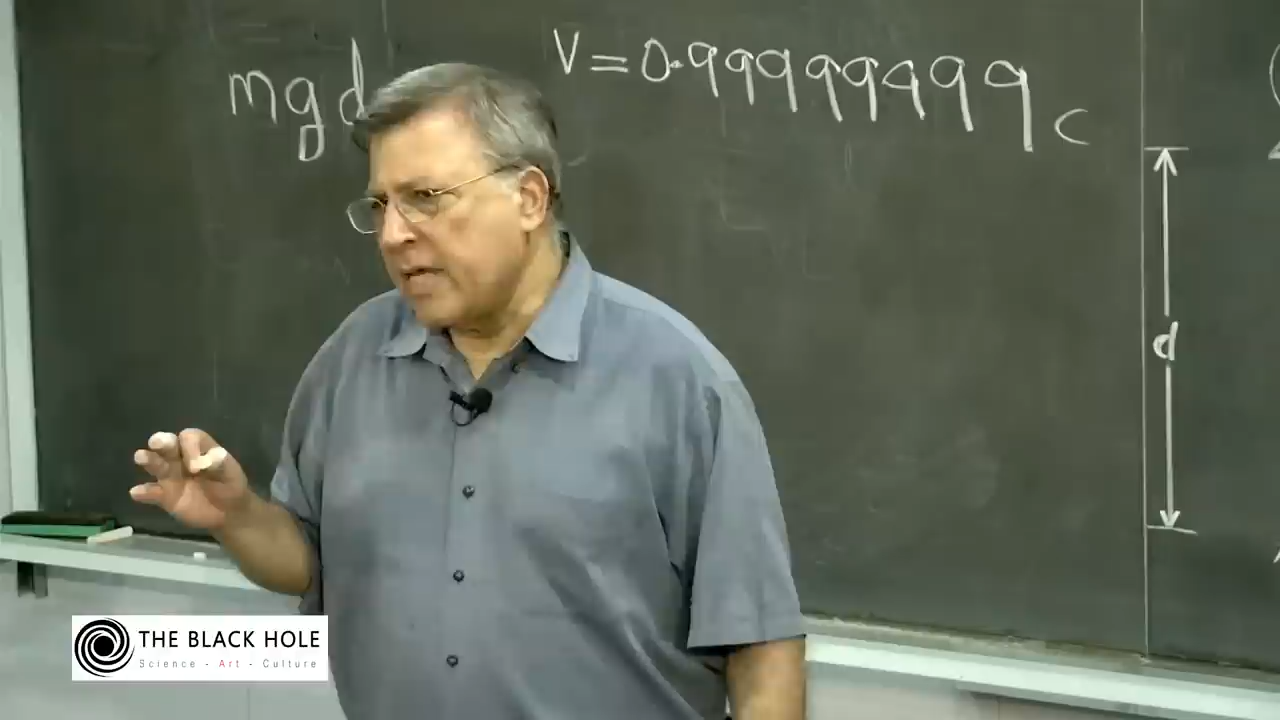 mgd
V = 0.99999999 c
d
THE BLACK HOLE
Science - Art - Culture